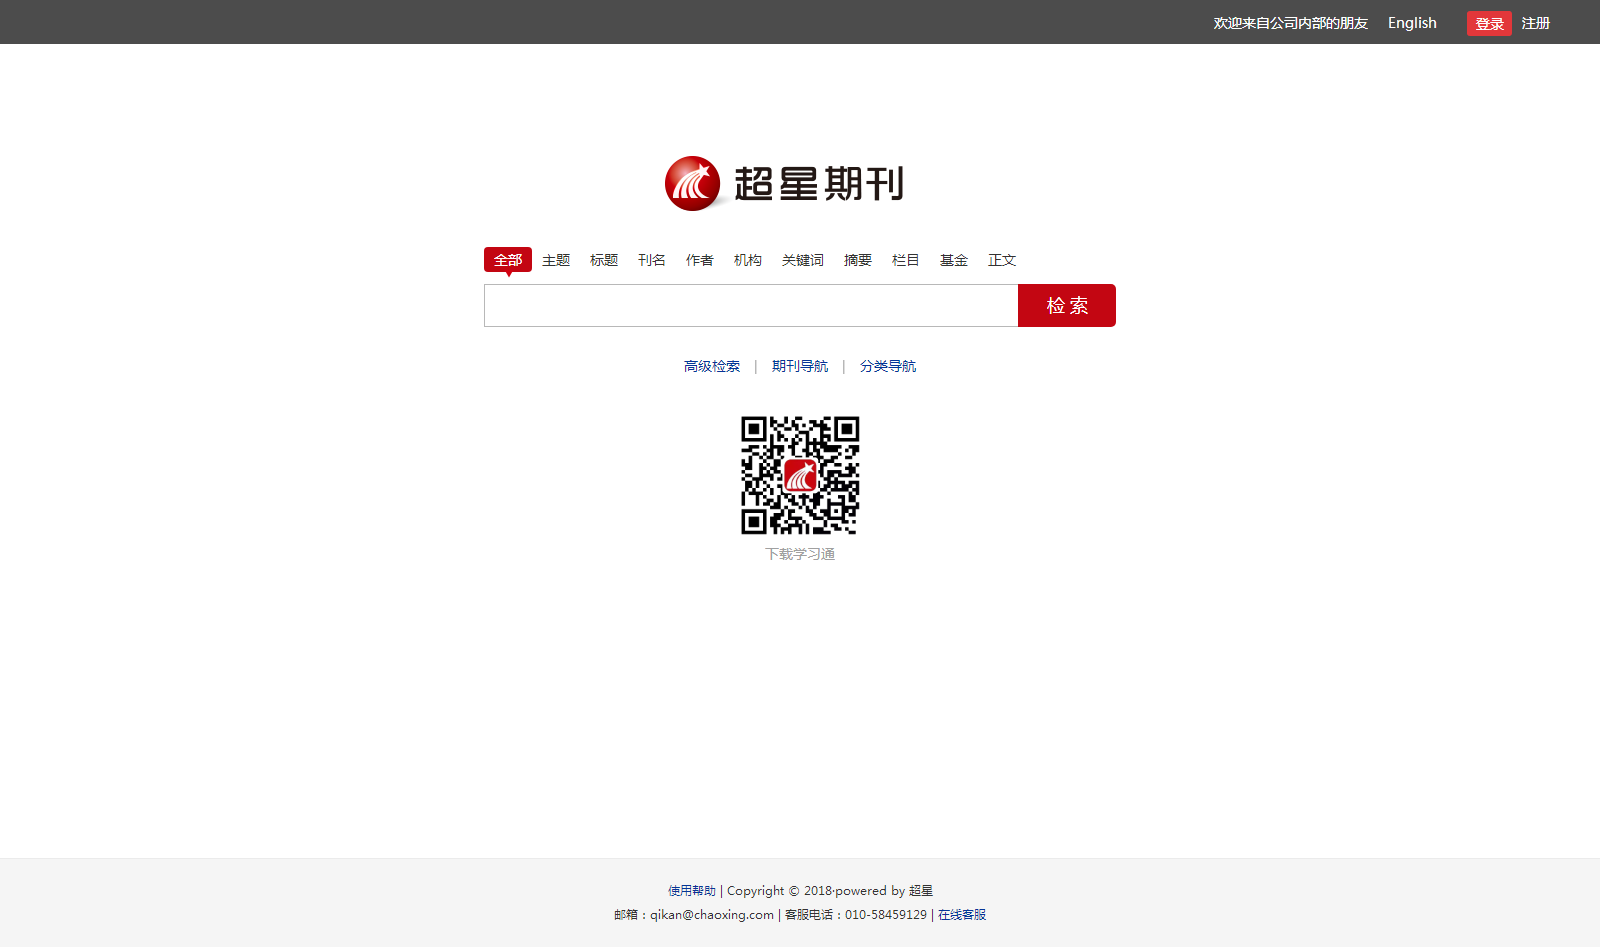 欢迎来自公司内部的朋友 English 登录 注册
超星期刊
全部 主题 标题 刊名 作者 机构 关键词 摘要 栏目 基金 正文
检索
高级检索 | 期刊导航 | 分类导航
下载学习通
使用帮助 | Copyright © 2018·powered by 超星
邮箱：qikan@chaoxing.com | 客服电话：010-58459129 | 在线客服